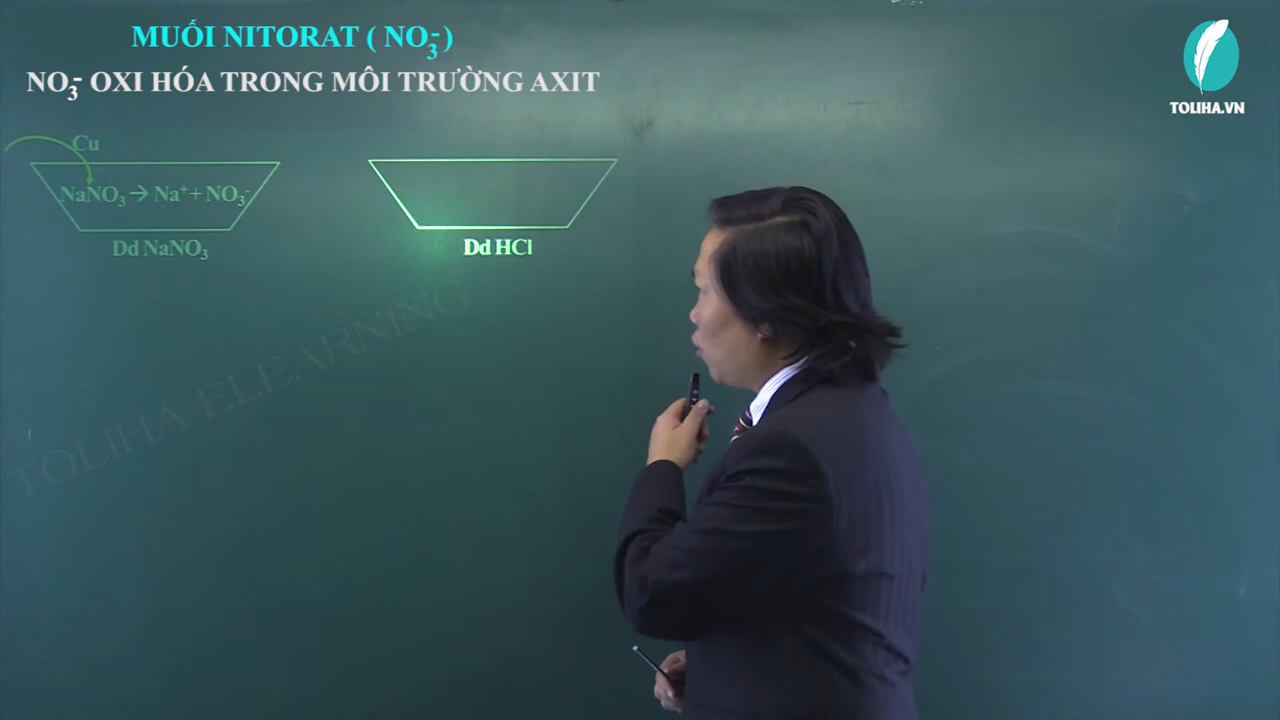 MUỐI NITORAT ( NO₃⁻ )
NO₃⁻ OXI HÓA TRONG MÔI TRƯỜNG AXIT
TOLIHA.VN
Cu
NaNO₃ → Na⁺ + NO₃⁻
Dd NaNO₃
Dd HCl
TOLIHA ELEARNING